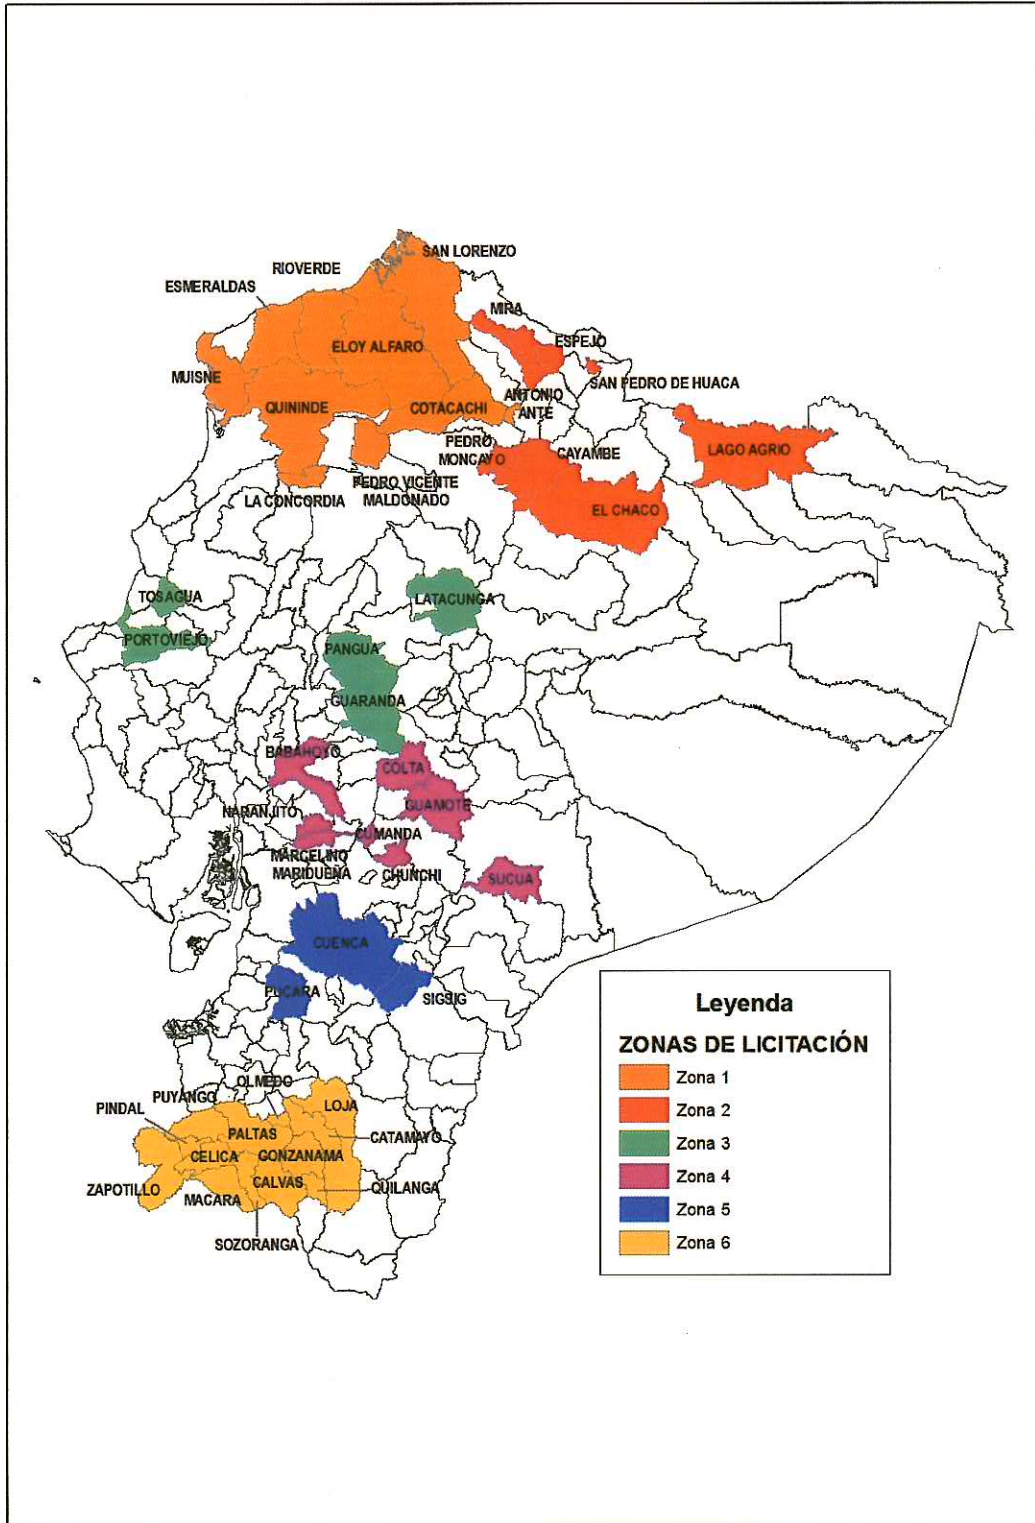 SAN LORENZO
RIOVERDE
ESMERALDAS
MIRA
ESPEJO
ELOY ALFARO
MUISNE
SAN PEDRO DE HUACA
ANTONIO
ANTE
QUININDE
COTACACHI
PEDRO
MONCAYO
CAYAMBE
LAGO AGRIO
PEDRO VICENTE
MALDONADO
LA CONCORDIA
EL CHACO
TOSAGUA
LATACUNGA
PORTOVIEJO
PANGUA
GUARANDA
BABAHOYO
COLTA
GUAMOTE
NARANJITO
CUMANDA
MARCELINO
MARIDUEÑA
CHUNCHI
SUCUA
CUENCA
PUCARA
SIGSIG
Leyenda
ZONAS DE LICITACIÓN
Zona 1
Zona 2
Zona 3
Zona 4
Zona 5
Zona 6
OLMEDO
PUYANGO
PINDAL
LOJA
PALTAS
CATAMAYO
CELICA
GONZANAMA
CALVAS
QUILANGA
ZAPOTILLO
MACARA
SOZORANGA